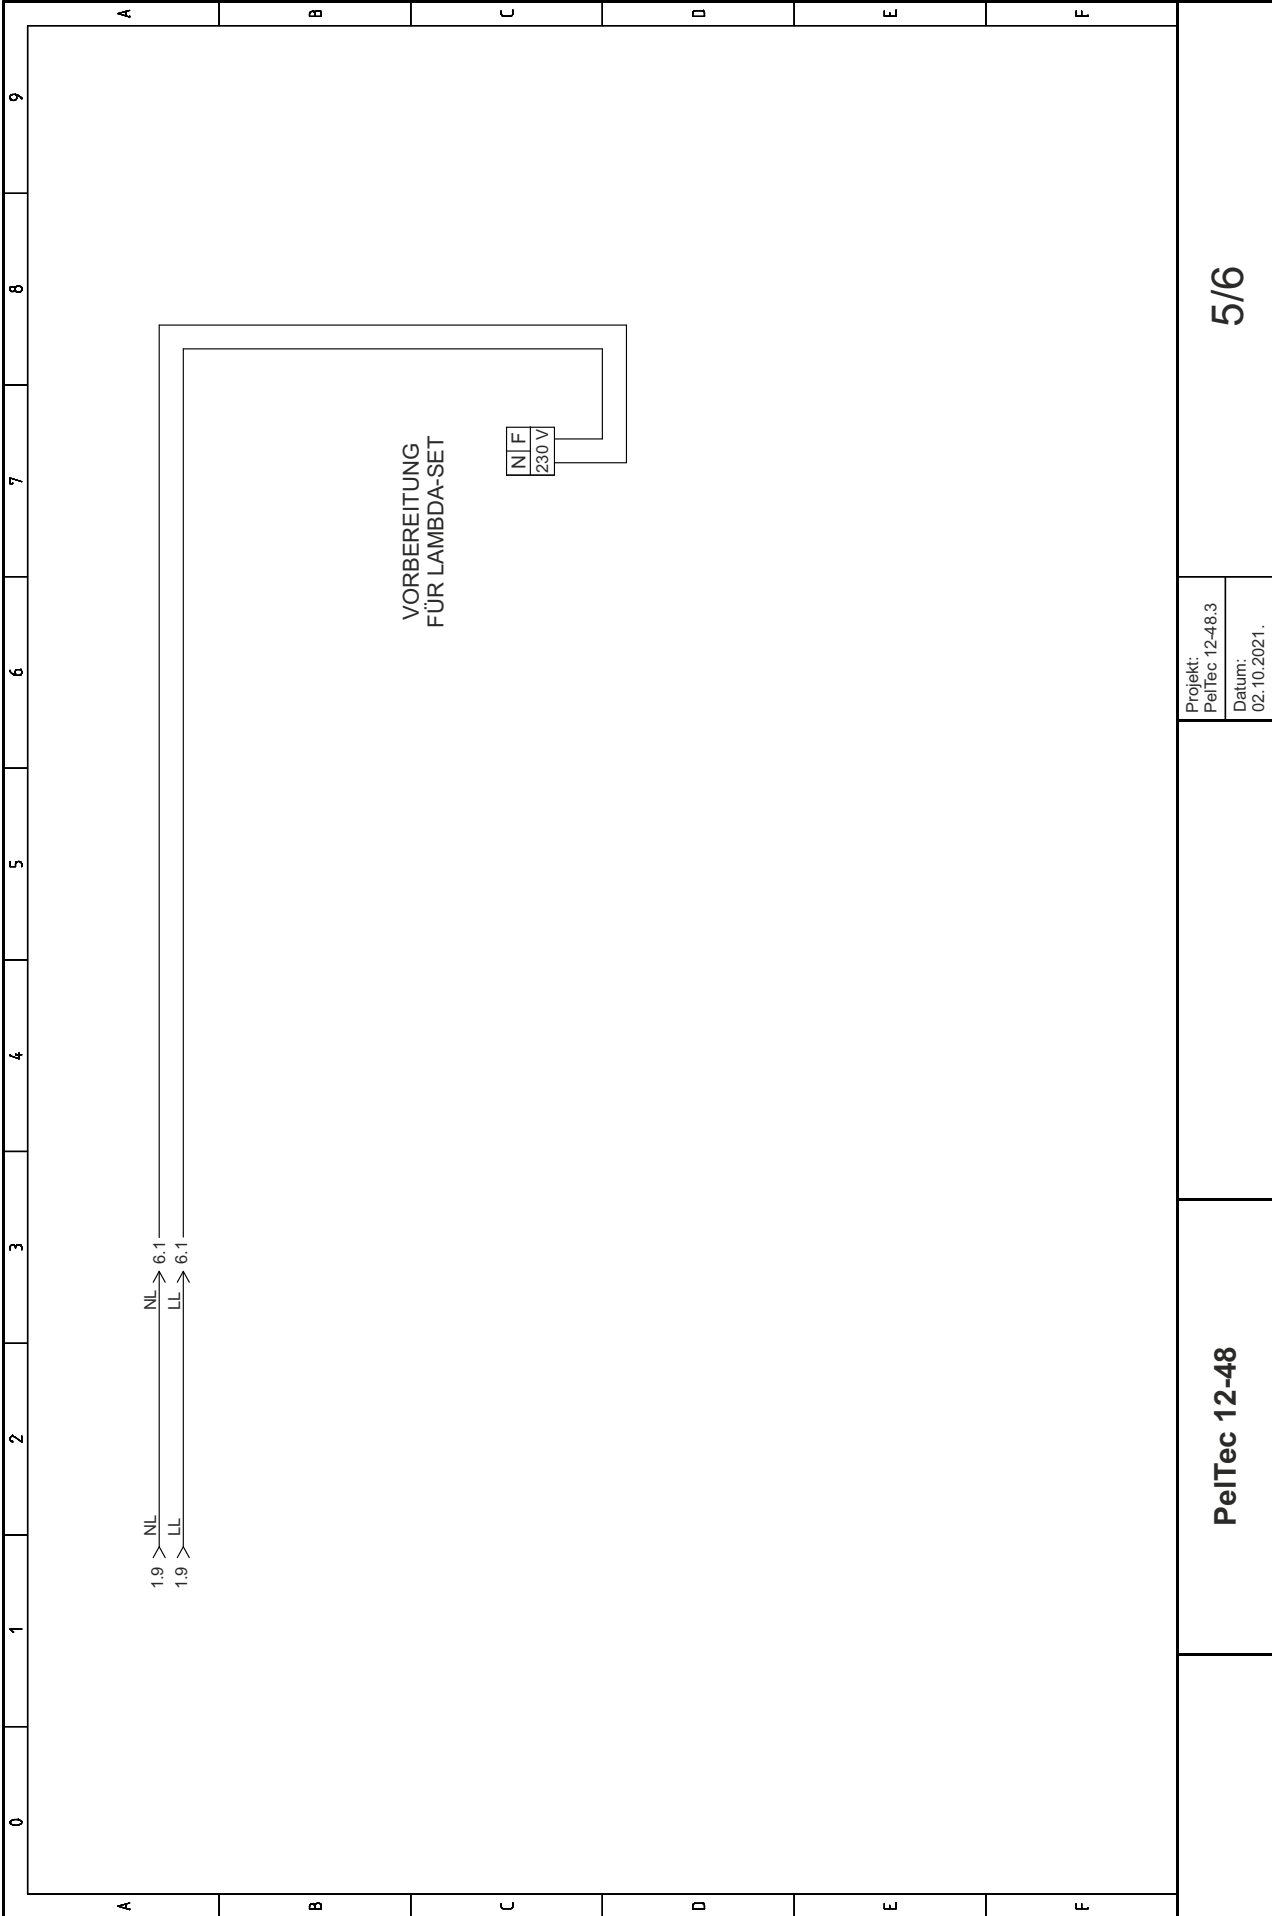 0 1 2 3 4 5 6 7 8 9
A A
B B
C C
D D
E E
F F
1.9 NL NL 6.1
1.9 LL LL 6.1
VORBEREITUNG
FÜR LAMBDA-SET
N F
230 V
PelTec 12-48
Projekt:
PelTec 12-48.3
Datum:
02.10.2021.
5/6